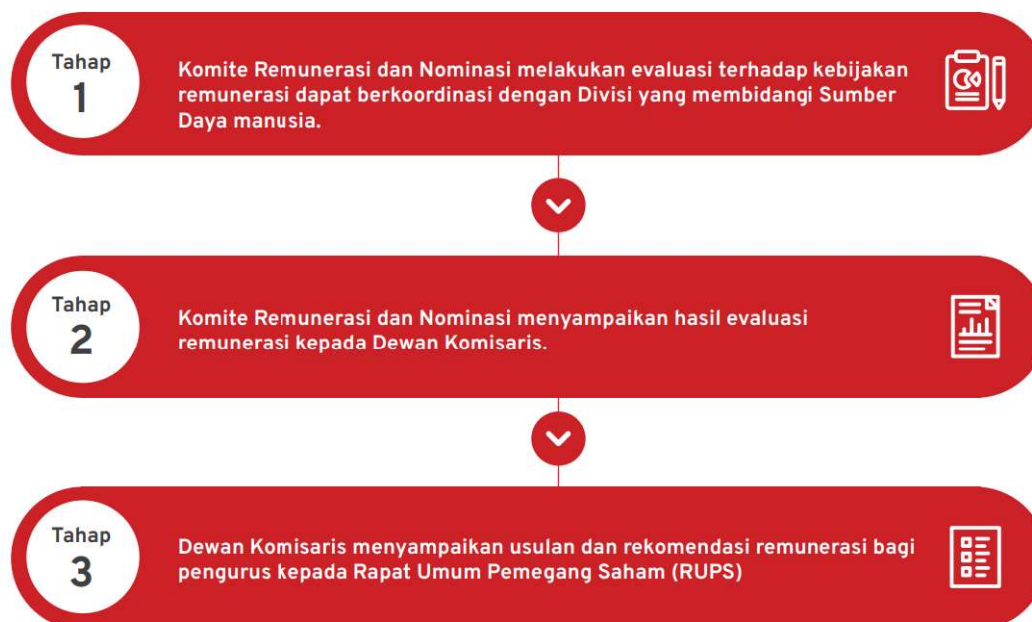 Tahap
1
Komite Remunerasi dan Nominasi melakukan evaluasi terhadap kebijakan
remunerasi dapat berkoordinasi dengan Divisi yang membidangi Sumber
Daya manusia.
Tahap
2
Komite Remunerasi dan Nominasi menyampaikan hasil evaluasi
remunerasi kepada Dewan Komisaris.
Tahap
3
Dewan Komisaris menyampaikan usulan dan rekomendasi remunerasi bagi
pengurus kepada Rapat Umum Pemegang Saham (RUPS)